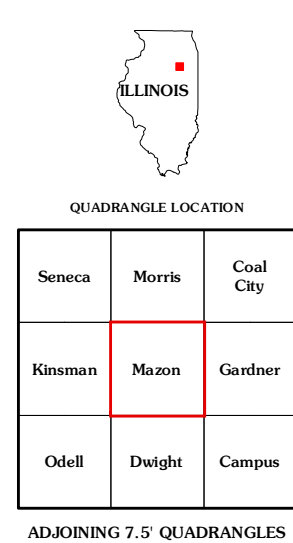 ILLINOIS
QUADRANGLE LOCATION
Seneca Morris Coal City
Kinsman Mazon Gardner
Odell Dwight Campus
ADJOINING 7.5' QUADRANGLES